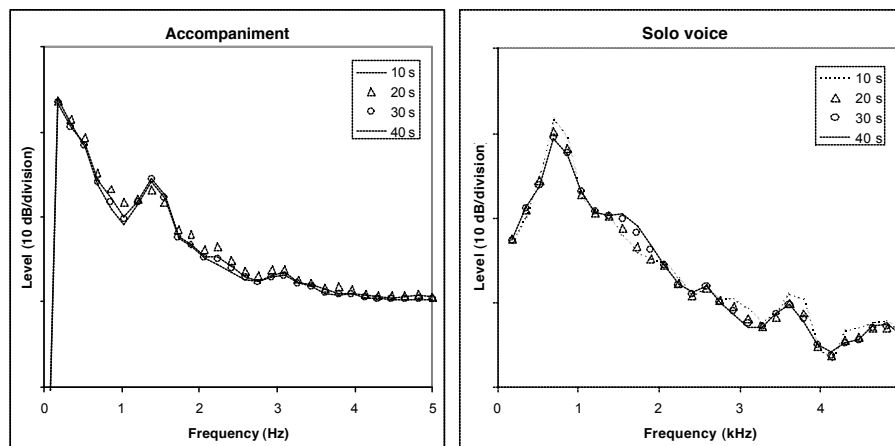 Accompaniment
Level (10 dB/division)
10 s
20 s
30 s
40 s
0 1 2 3 4 5
Frequency (Hz)
Solo voice
Level (10 dB/division)
10 s
20 s
30 s
40 s
0 1 2 3 4
Frequency (kHz)